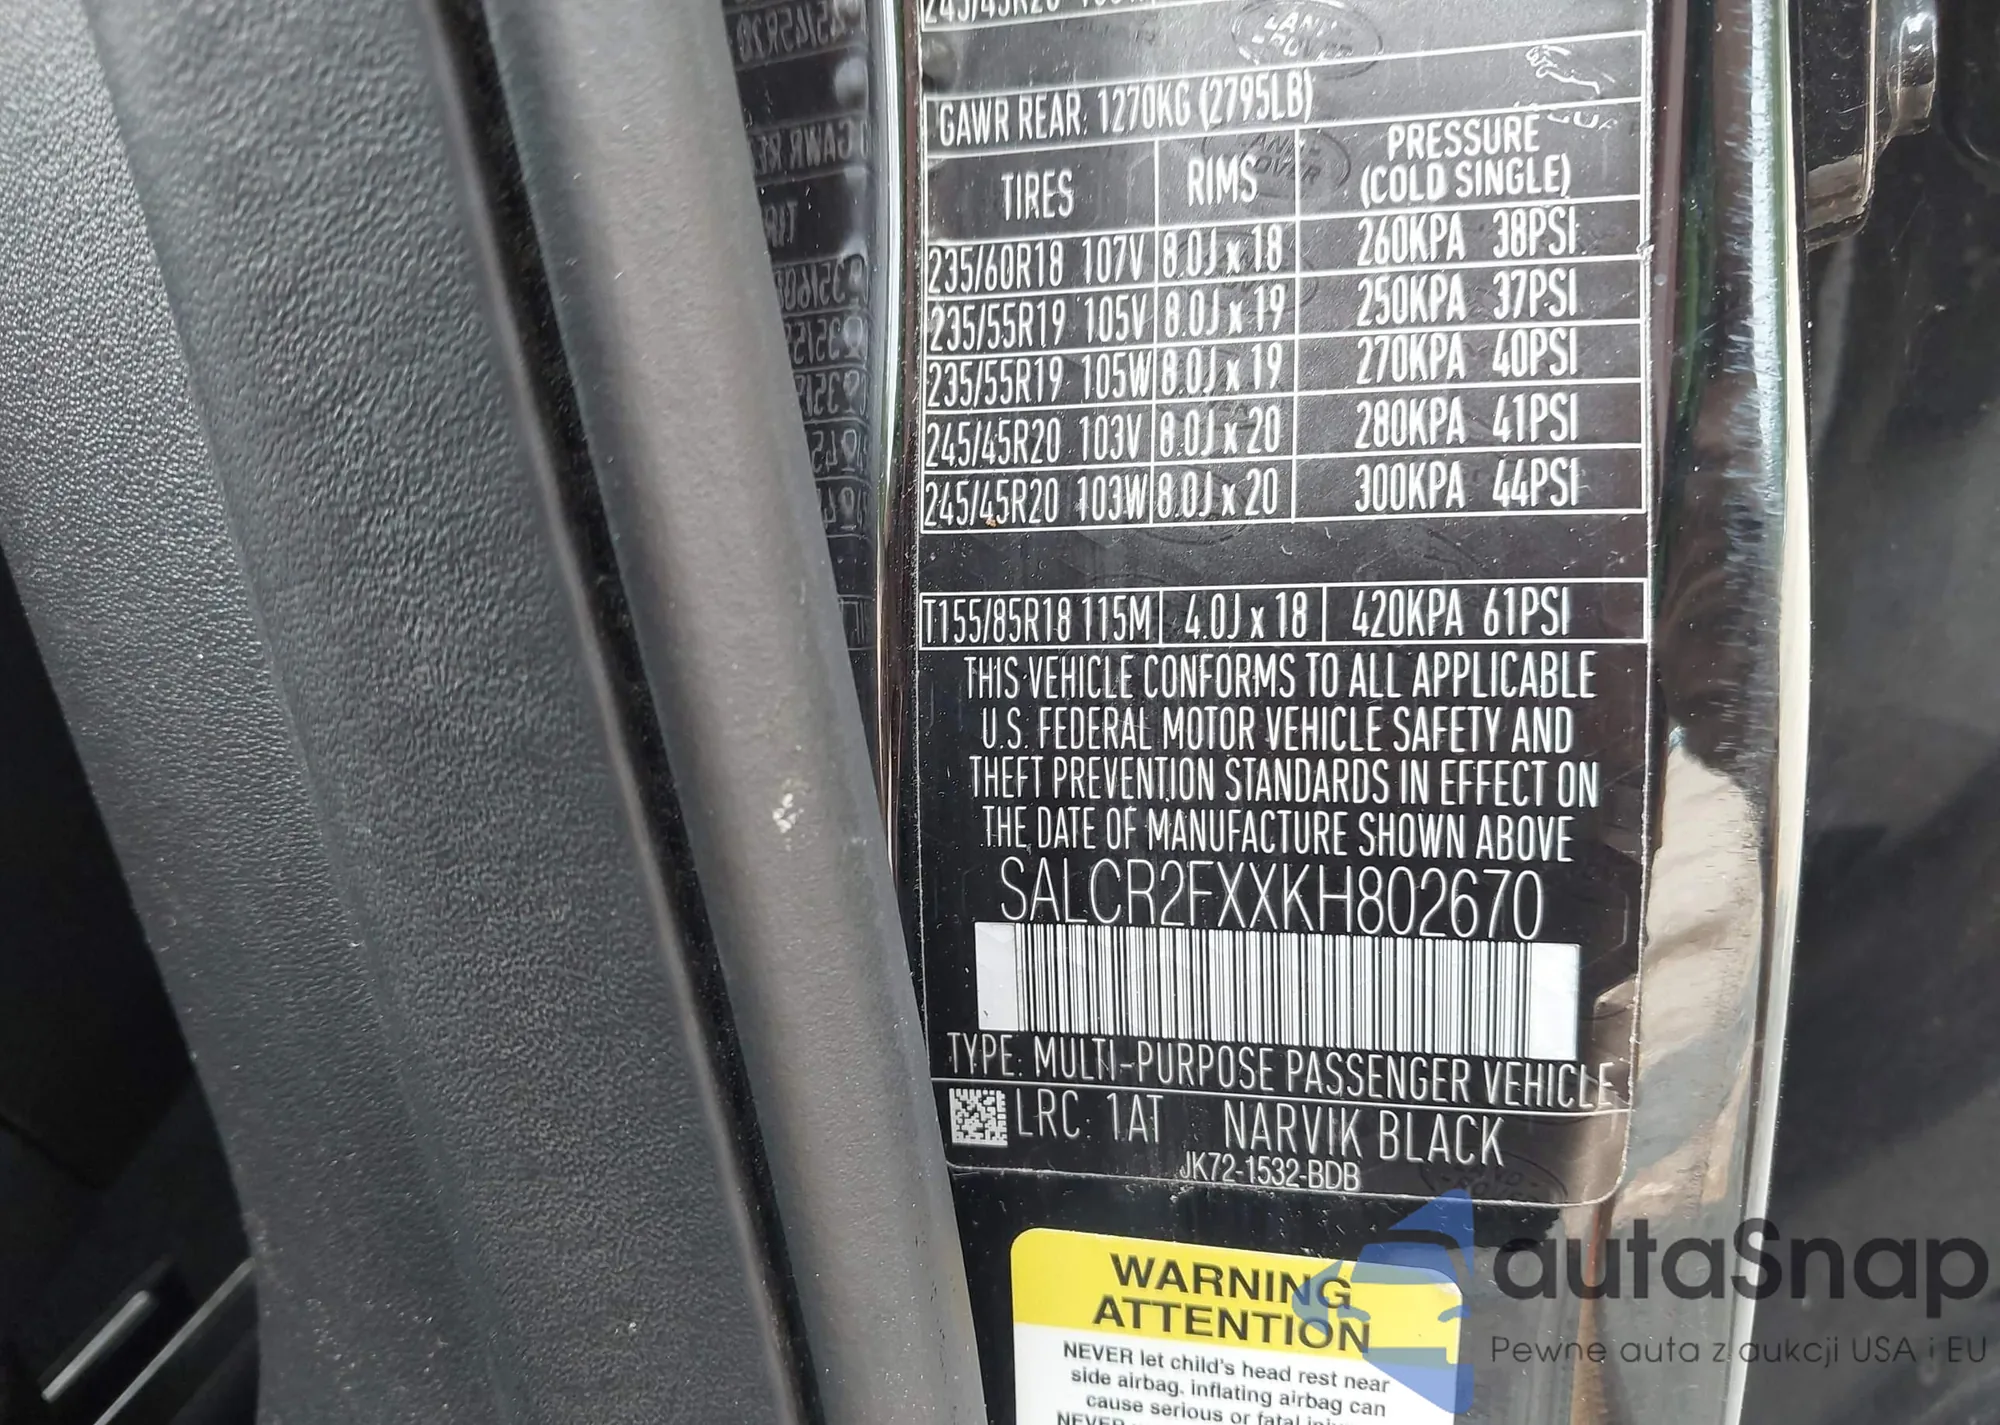 245/45R20
LAND
ROVER
GAWR REAR: 1270KG (2795LB)
TIRES RIMS PRESSURE (COLD SINGLE)
235/60R18 107V 8.0J x 18 260KPA 38PSI
235/55R19 105V 8.0J x 19 250KPA 37PSI
235/55R19 105W 8.0J x 19 270KPA 40PSI
245/45R20 103V 8.0J x 20 280KPA 41PSI
245/45R20 103W 8.0J x 20 300KPA 44PSI
T155/85R18 115M 4.0J x 18 420KPA 61PSI
THIS VEHICLE CONFORMS TO ALL APPLICABLE
U.S. FEDERAL MOTOR VEHICLE SAFETY AND
THEFT PREVENTION STANDARDS IN EFFECT ON
THE DATE OF MANUFACTURE SHOWN ABOVE
SALCR2FXXKH802670
TYPE: MULTI-PURPOSE PASSENGER VEHICLE
LRC: 1AT NARVIK BLACK
JK72-1532-BDB
WARNING
ATTENTION
NEVER let child's head rest near
side airbag, inflating airbag can
cause serious or fatal
NEVER
autaSnap
Pewne auta z aukcji USA i EU